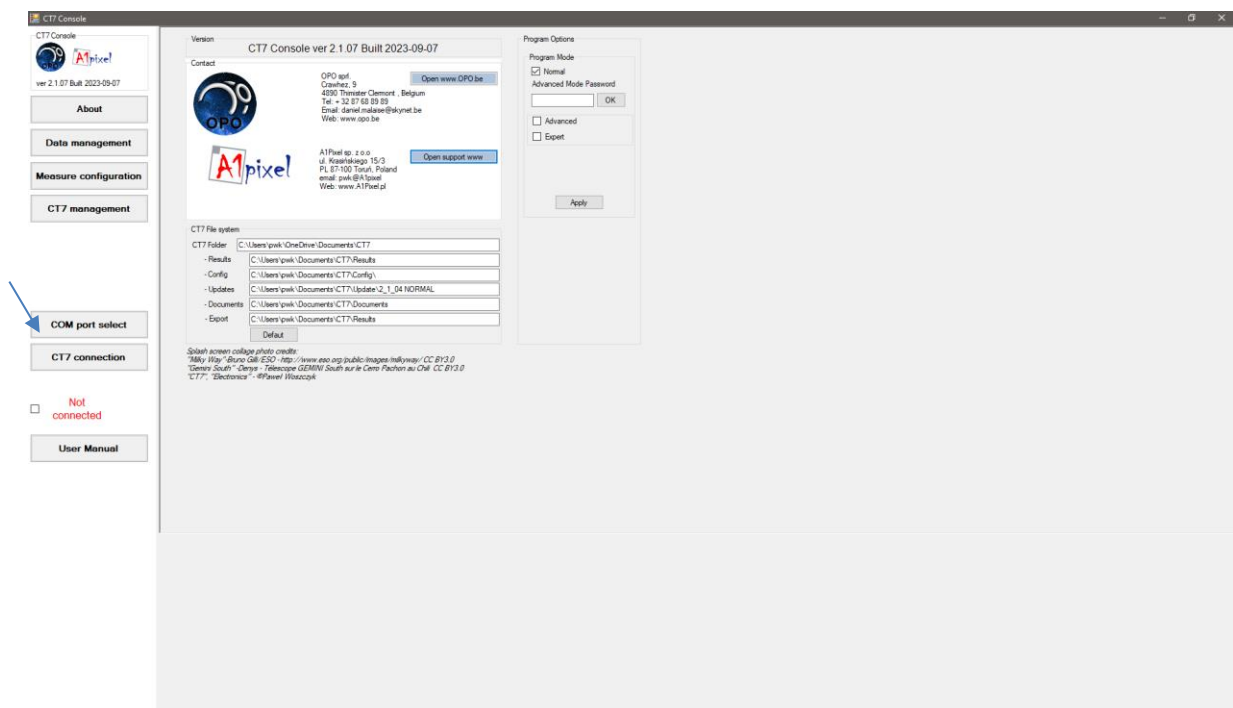 CT7 Console
CT7 Console
OPO
A1pixel
ver 2.1.07 Built 2023-09-07
About
Data management
Measure configuration
CT7 management
COM port select
CT7 connection
Not
connected
User Manual
Version
CT7 Console ver 2.1.07 Built 2023-09-07
Contact
OPO
OPO sprl.
Crawhez, 9
4890 Thimister Clermont , Belgium
Tel: + 32 87 68 89 89
Email: daniel.malaise@skynet.be
Web: www.opo.be
Open www OPO.be
A1pixel
A1Pixel sp. z o.o
ul. Krasińskiego 15/3
PL 87-100 Toruń, Poland
email: pwk@A1pixel
Web: www.A1Pixel.pl
Open support www
CT7 File system
CT7 Folder C:\Users\pwk\OneDrive\Documents\CT7
- Results C:\Users\pwk\Documents\CT7\Results
- Config C:\Users\pwk\Documents\CT7\Config\
- Updates C:\Users\pwk\Documents\CT7\Update\2_1_04 NORMAL
- Documents C:\Users\pwk\Documents\CT7\Documents
- Export C:\Users\pwk\Documents\CT7\Results
Defaut
Splash screen collage photo credits:
"Milky Way"-Bruno Gilli/ESO - http://www.eso.org/public/images/milkyway/ CC BY3.0
"Gemini South" -Denys - Télescope GEMINI South sur le Cerro Pachon au Chili CC BY3.0
"CT7", "Electronics" - ©Pawel Woszczyk
Program Options
Program Mode
Normal
Advanced Mode Password
OK
Advanced
Expert
Apply